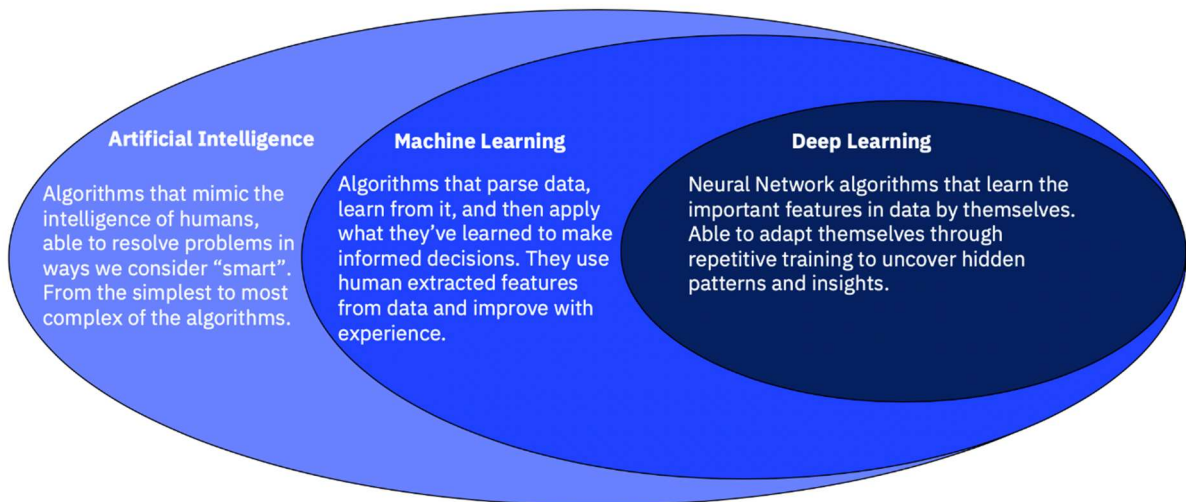 Artificial Intelligence
Algorithms that mimic the
intelligence of humans,
able to resolve problems in
ways we consider “smart”.
From the simplest to most
complex of the algorithms.
Machine Learning
Algorithms that parse data,
learn from it, and then apply
what they’ve learned to make
informed decisions. They use
human extracted features
from data and improve with
experience.
Deep Learning
Neural Network algorithms that learn the
important features in data by themselves.
Able to adapt themselves through
repetitive training to uncover hidden
patterns and insights.